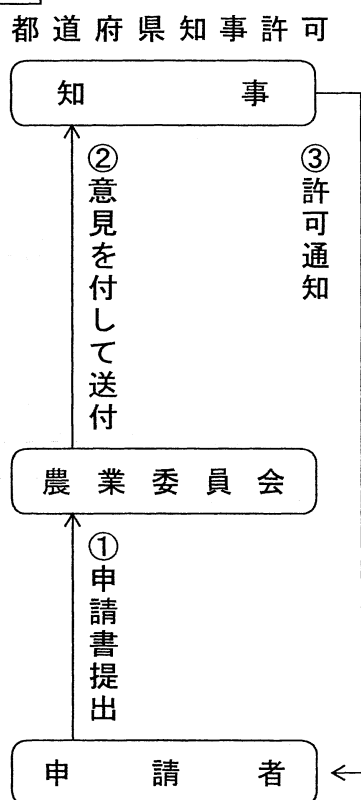 都道府県知事許可
知事
②意見を付して送付
③許可通知
農業委員会
①申請書提出
申請者